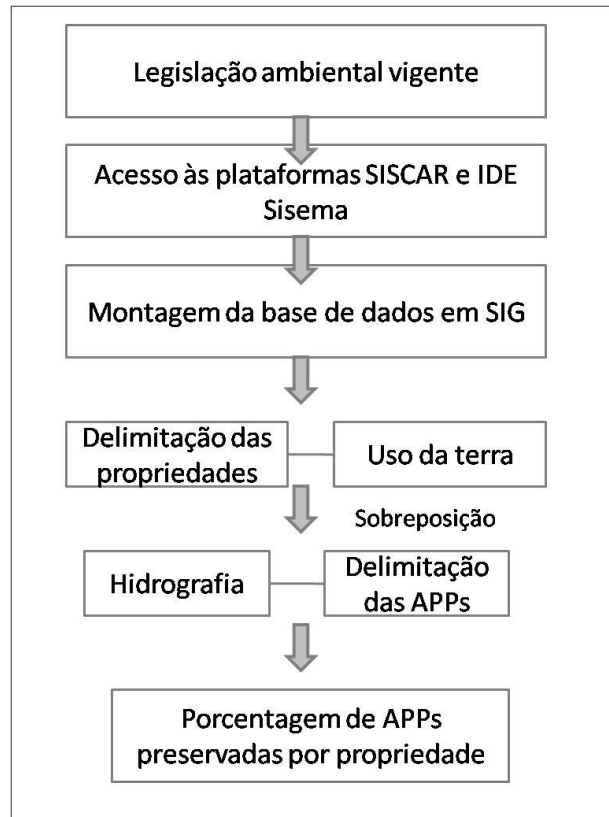 Legislação ambiental vigente
Acesso às plataformas SISCAR e IDE
Sisema
Montagem da base de dados em SIG
Delimitação das
propriedades
Uso da terra
Sobreposição
Hidrografia
Delimitação
das APPs
Porcentagem de APPs
preservadas por propriedade